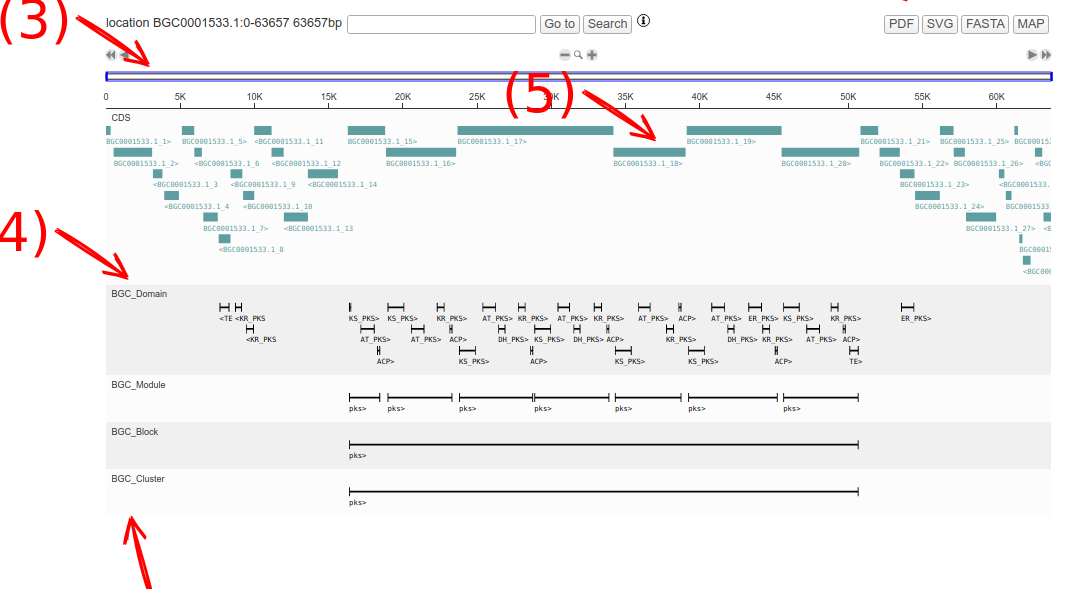 (3)
location BGC0001533.1:0-63657 63657bp Go to Search PDF SVG FASTA MAP
0 5K 10K 15K 20K 25K 30K 35K 40K 45K 50K 55K 60K
(5)
CDS
BGC0001533.1_1> BGC0001533.1_5> <BGC0001533.1_11 BGC0001533.1_15> BGC0001533.1_17> BGC0001533.1_19> BGC0001533.1_21> BGC0001533.1_25> BGC0001533
BGC0001533.1_2> <BGC0001533.1_6 <BGC0001533.1_12 BGC0001533.1_16> BGC0001533.1_18> BGC0001533.1_20> <BGC0001533.1_22> BGC0001533.1_26> <BGC
<BGC0001533.1_3 <BGC0001533.1_9 <BGC0001533.1_14 BGC0001533.1_23> <BGC0001533.
<BGC0001533.1_4 <BGC0001533.1_10 BGC0001533.1_24> BGC0001533
4)
BGC0001533.1_7> <BGC0001533.1_13 BGC0001533.1_27>
<BGC0001533.1_8 BGC0001
<BGC000
BGC_Domain
<TE <KR_PKS KS_PKS> KS_PKS> KR_PKS> AT_PKS> KR_PKS> AT_PKS> KR_PKS> AT_PKS> ACP> AT_PKS> ER_PKS> KS_PKS> KR_PKS> ER_PKS>
<KR_PKS AT_PKS> AT_PKS> ACP> DH_PKS> KS_PKS> DH_PKS> ACP> KR_PKS> DH_PKS> KR_PKS> AT_PKS> ACP>
ACP> KS_PKS> ACP> KS_PKS> KS_PKS> ACP> TE>
BGC_Module
pks> pks> pks> pks> pks> pks> pks>
BGC_Block
pks>
BGC_Cluster
pks>